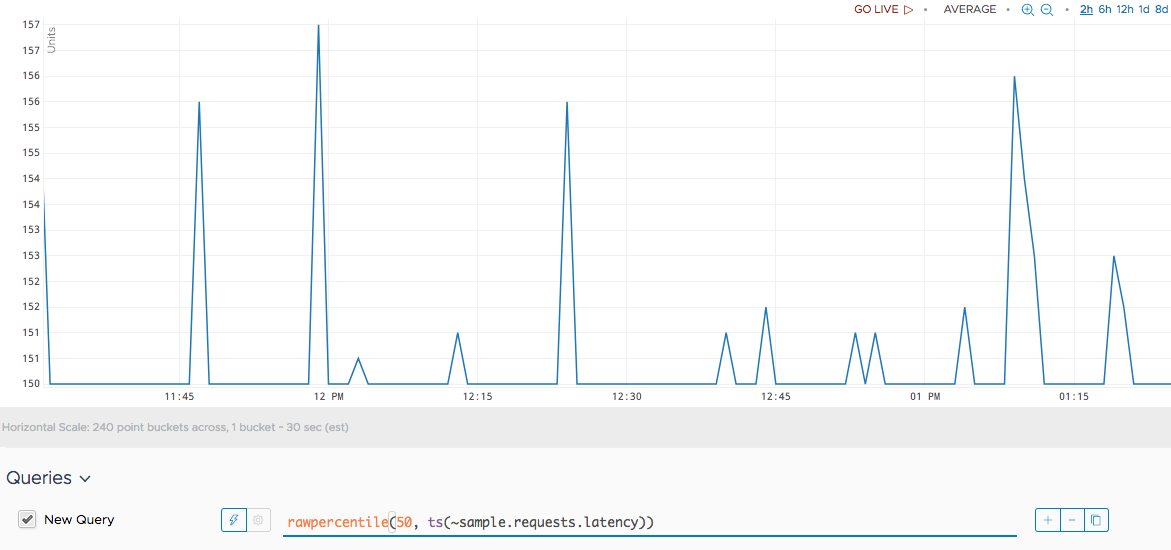 GO LIVE ▷ • AVERAGE • • 2h 6h 12h 1d 8d
Units
157
157
156
156
155
155
154
154
153
153
152
152
151
151
150
11:45 12 PM 12:15 12:30 12:45 01 PM 01:15
Horizontal Scale: 240 point buckets across, 1 bucket ~ 30 sec (est)
Queries
New Query rawpercentile(50, ts(~sample.requests.latency))